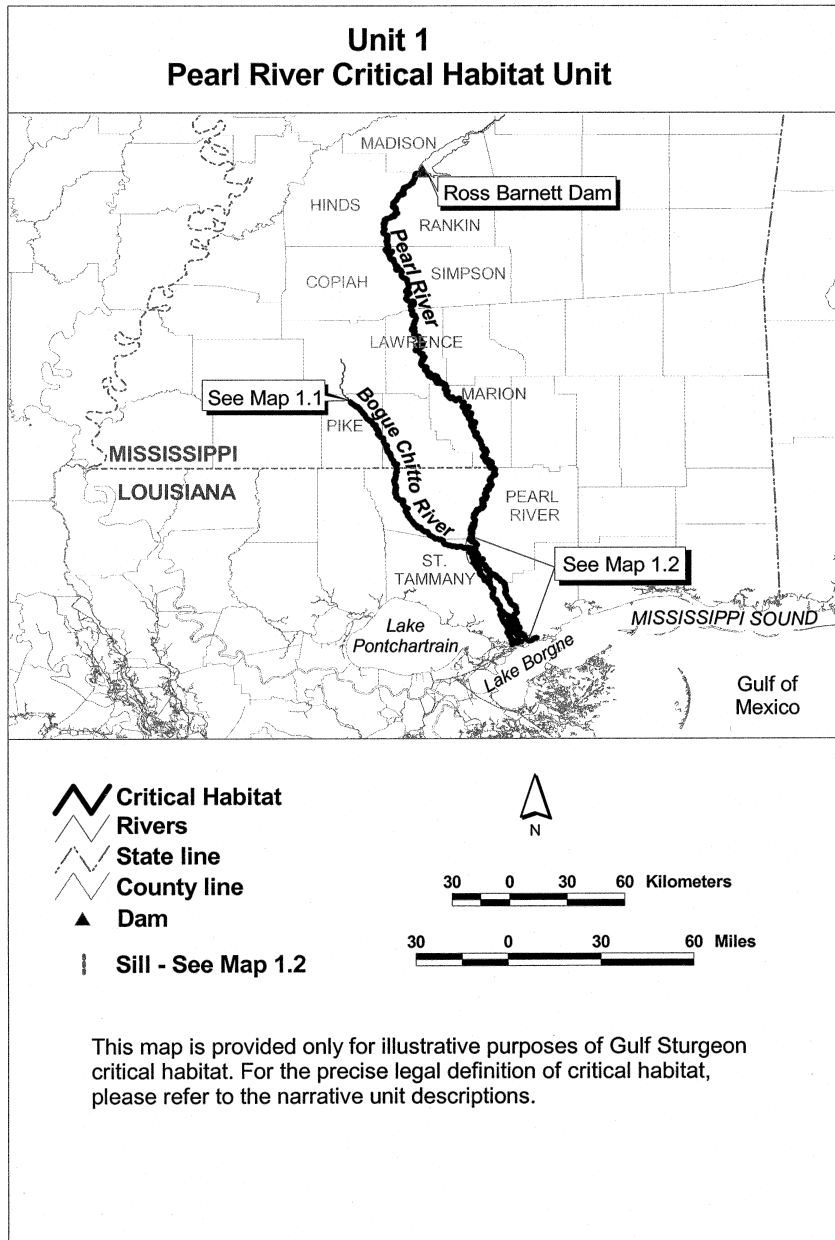 Unit 1
Pearl River Critical Habitat Unit
MADISON
Ross Barnett Dam
HINDS
RANKIN
Pearl River
SIMPSON
COPIAH
LAWRENCE
See Map 1.1
MARION
PIKE
Bogue Chitto River
MISSISSIPPI
LOUISIANA
PEARL
RIVER
ST.
TAMMANY
See Map 1.2
Lake
Pontchartrain
MISSISSIPPI SOUND
Lake Borgne
Gulf of
Mexico
Critical Habitat
Rivers
State line
County line
Dam
Sill - See Map 1.2
N
30 0 30 60 Kilometers
30 0 30 60 Miles
This map is provided only for illustrative purposes of Gulf Sturgeon
critical habitat. For the precise legal definition of critical habitat,
please refer to the narrative unit descriptions.